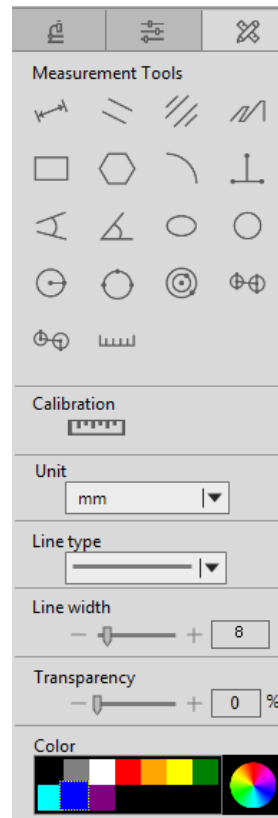 Measurement Tools
Calibration
Unit
mm
Line type
Line width
8
Transparency
0 %
Color